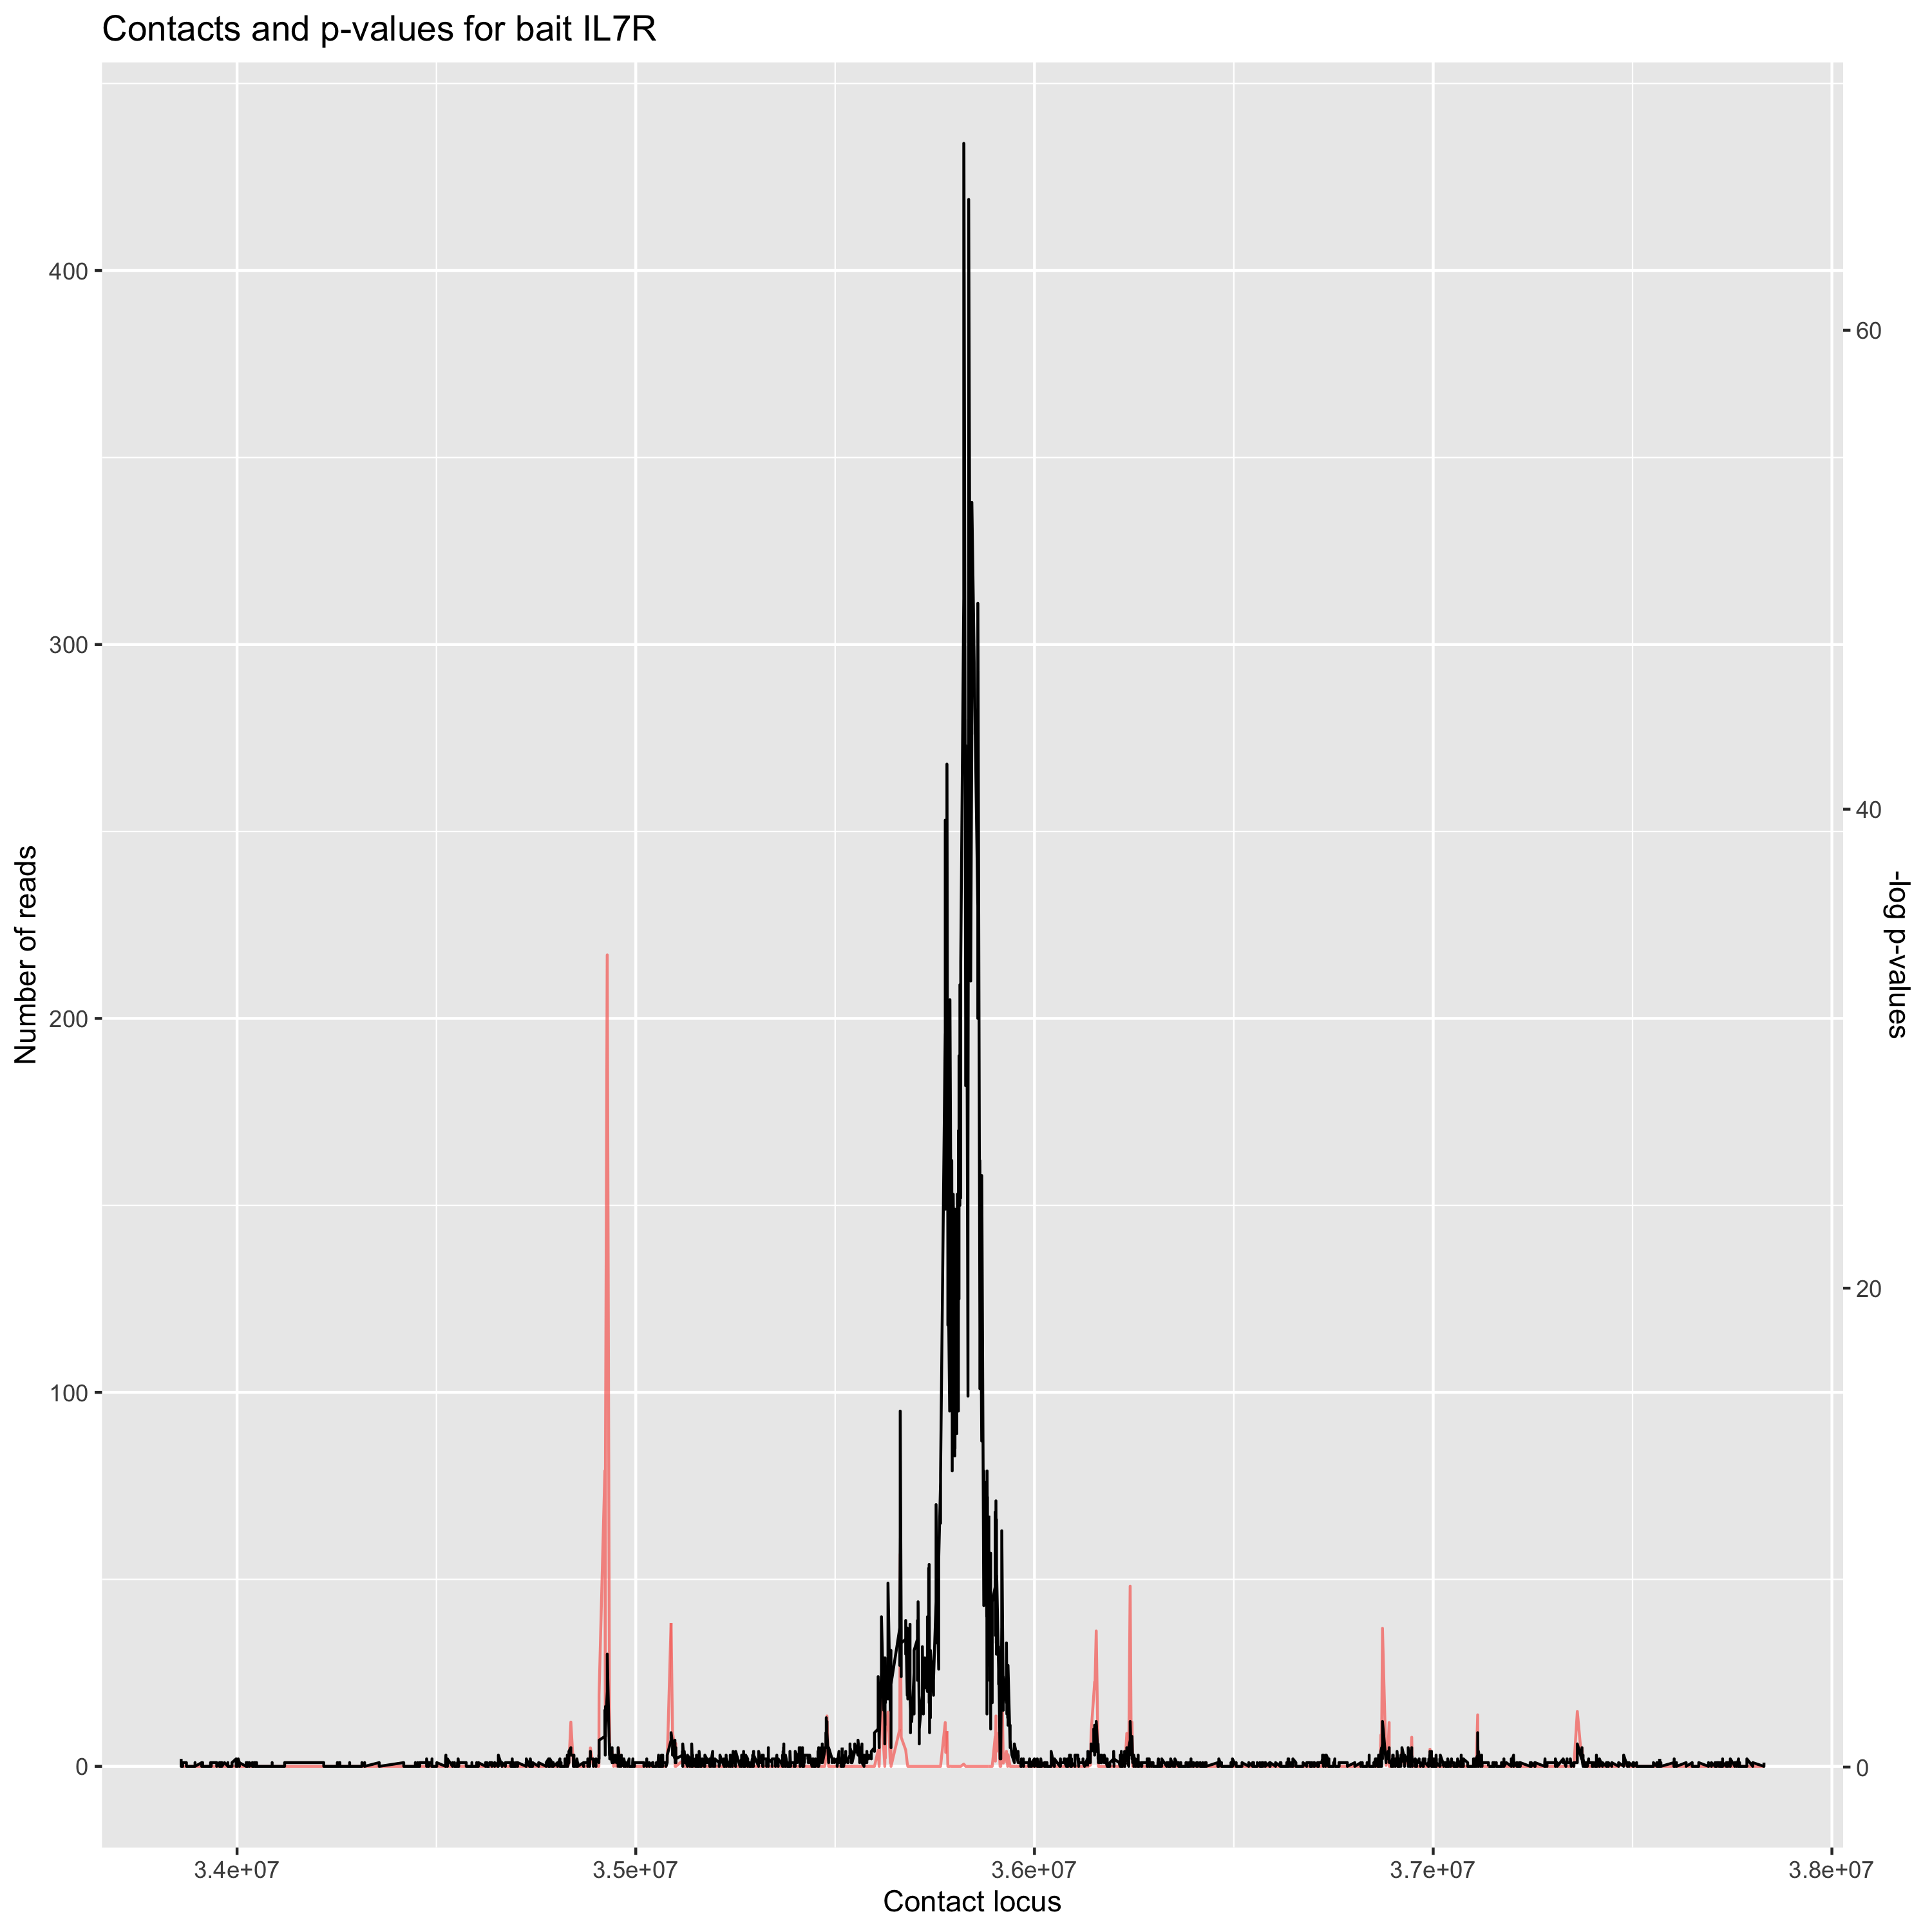 Contacts and p-values for bait IL7R
400
300
200
100
0
60
40
20
0
Number of reads
-log p-values
3.4e+07 3.5e+07 3.6e+07 3.7e+07 3.8e+07
Contact locus